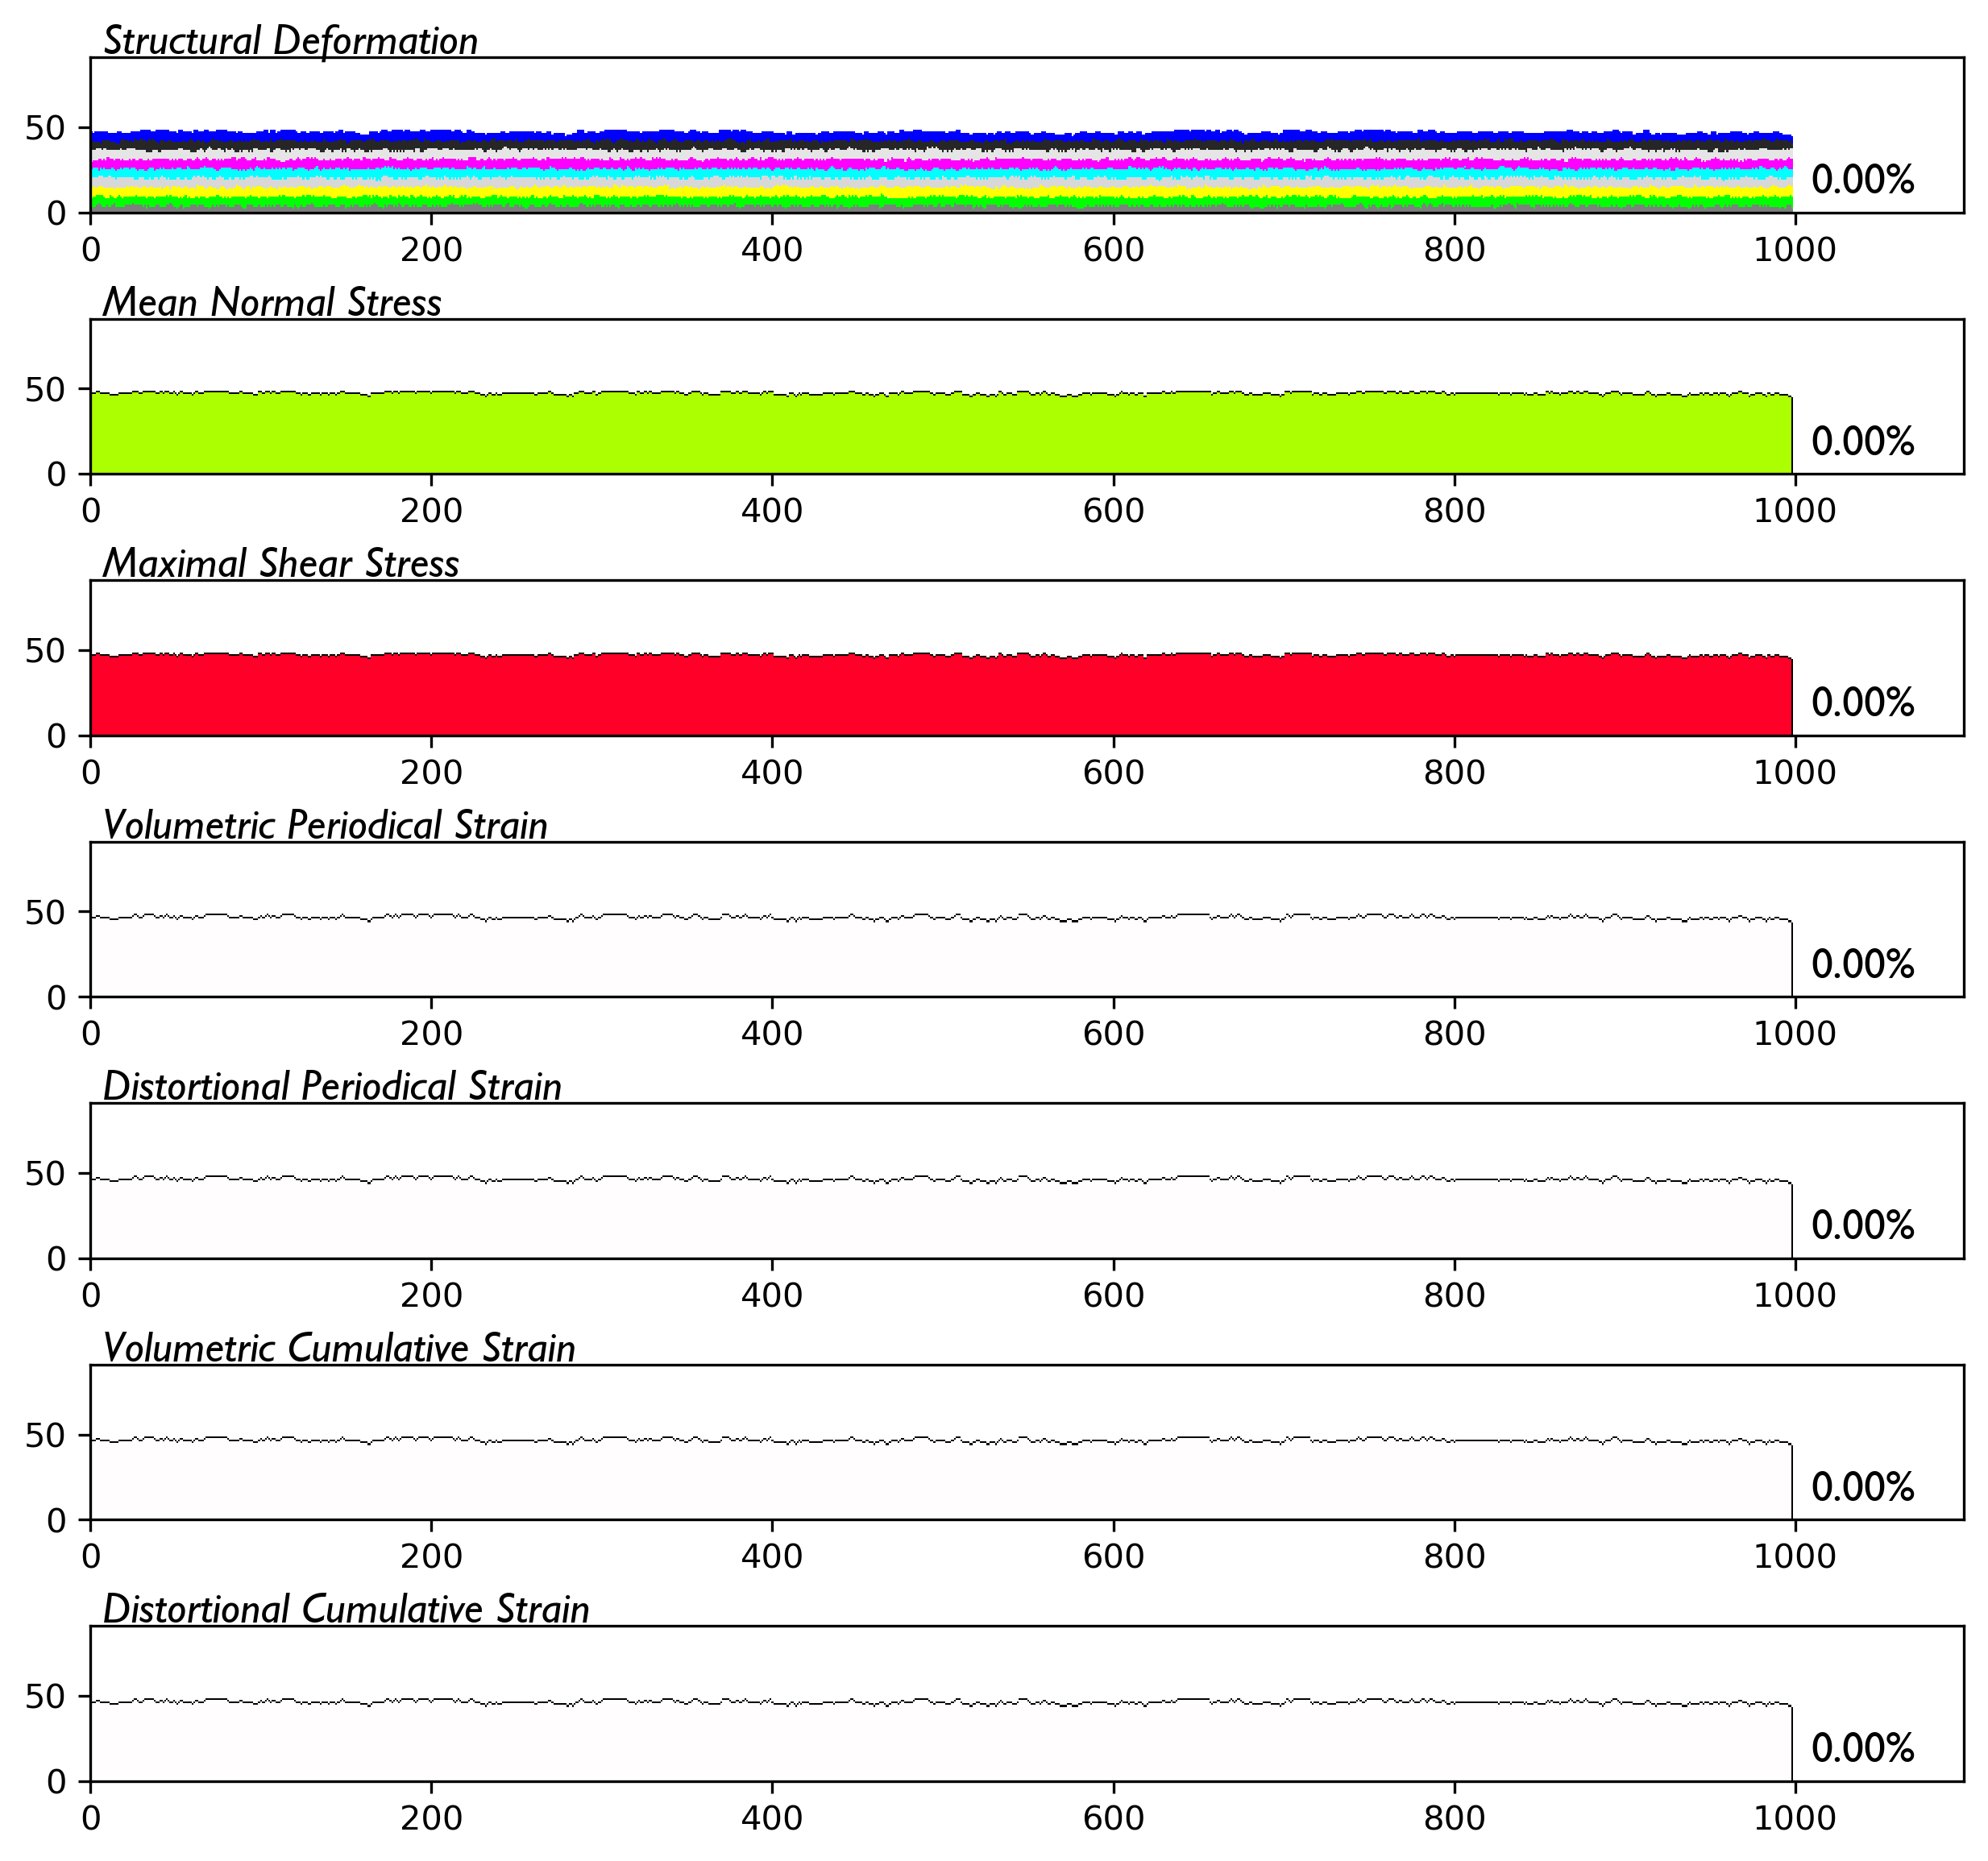 Structural Deformation
50
0.00%
0
0 200 400 600 800 1000
Mean Normal Stress
50
0.00%
0
0 200 400 600 800 1000
Maximal Shear Stress
50
0.00%
0
0 200 400 600 800 1000
Volumetric Periodical Strain
50
0.00%
0
0 200 400 600 800 1000
Distortional Periodical Strain
50
0.00%
0
0 200 400 600 800 1000
Volumetric Cumulative Strain
50
0.00%
0
0 200 400 600 800 1000
Distortional Cumulative Strain
50
0.00%
0
0 200 400 600 800 1000